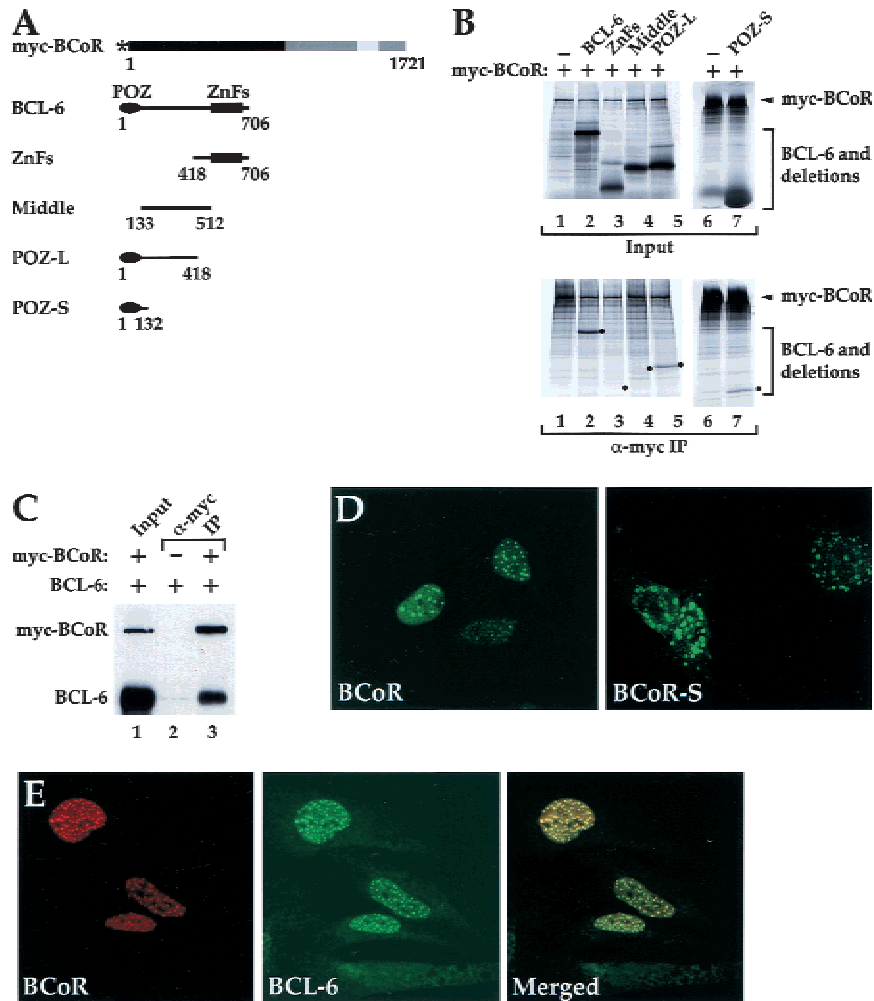 A
myc-BCoR
*
1 1721
POZ ZnFs
BCL-6
1 706
ZnFs
418 706
Middle
133 512
POZ-L
1 418
POZ-S
1 132
B
– BCL-6 ZnFs Middle POZ-L – POZ-S
myc-BCoR: + + + + + + +
myc-BCoR
BCL-6 and
deletions
1 2 3 4 5 6 7
Input
myc-BCoR
BCL-6 and
deletions
1 2 3 4 5 6 7
α-myc IP
C
Input α-myc IP
myc-BCoR: + – +
BCL-6: + + +
myc-BCoR
BCL-6
1 2 3
D
BCoR
BCoR-S
E
BCoR
BCL-6
Merged